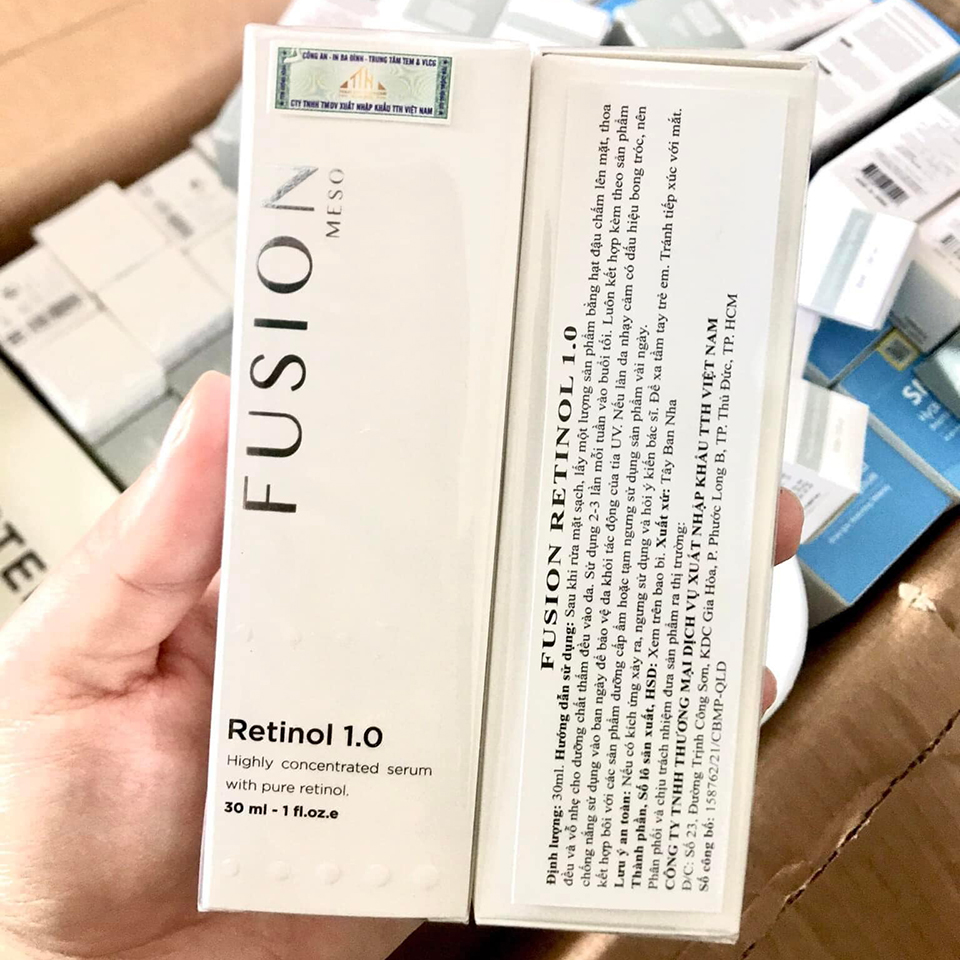 CÔNG AN - IN BA ĐÌNH - TRUNG TÂM TEM & VLCG
TTH
CTY TNHH TMDV XUẤT NHẬP KHẨU TTH VIỆT NAM
FUSION
MESO
Retinol 1.0
Highly concentrated serum
with pure retinol.
30 ml - 1 fl.oz.e
FUSION RETINOL 1.0
Định lượng: 30ml. Hướng dẫn sử dụng: Sau khi rửa mặt sạch, lấy một lượng sản phẩm bằng hạt đậu chấm lên mặt, thoa
đều và vỗ nhẹ cho dưỡng chất thấm đều vào da. Sử dụng 2-3 lần mỗi tuần vào buổi tối. Luôn kết hợp kèm theo sản phẩm
chống nắng sử dụng vào ban ngày để bảo vệ da khỏi tác động của tia UV. Nếu làn da nhạy cảm có dấu hiệu bong tróc, nên
kết hợp bôi với các sản phẩm dưỡng cấp ẩm hoặc tạm ngưng sử dụng sản phẩm vài ngày.
Lưu ý an toàn: Nếu có kích ứng xảy ra, ngưng sử dụng và hỏi ý kiến bác sĩ. Để xa tầm tay trẻ em. Tránh tiếp xúc với mắt.
Thành phần, Số lô sản xuất, HSD: Xem trên bao bì. Xuất xứ: Tây Ban Nha
Phân phối và chịu trách nhiệm đưa sản phẩm ra thị trường:
CÔNG TY TNHH THƯƠNG MẠI DỊCH VỤ XUẤT NHẬP KHẨU TTH VIỆT NAM
Đ/C: Số 23, Đường Trịnh Công Sơn, KDC Gia Hòa, P. Phước Long B, TP. Thủ Đức, TP. HCM
Số công bố: 158762/21/CBMP-QLD